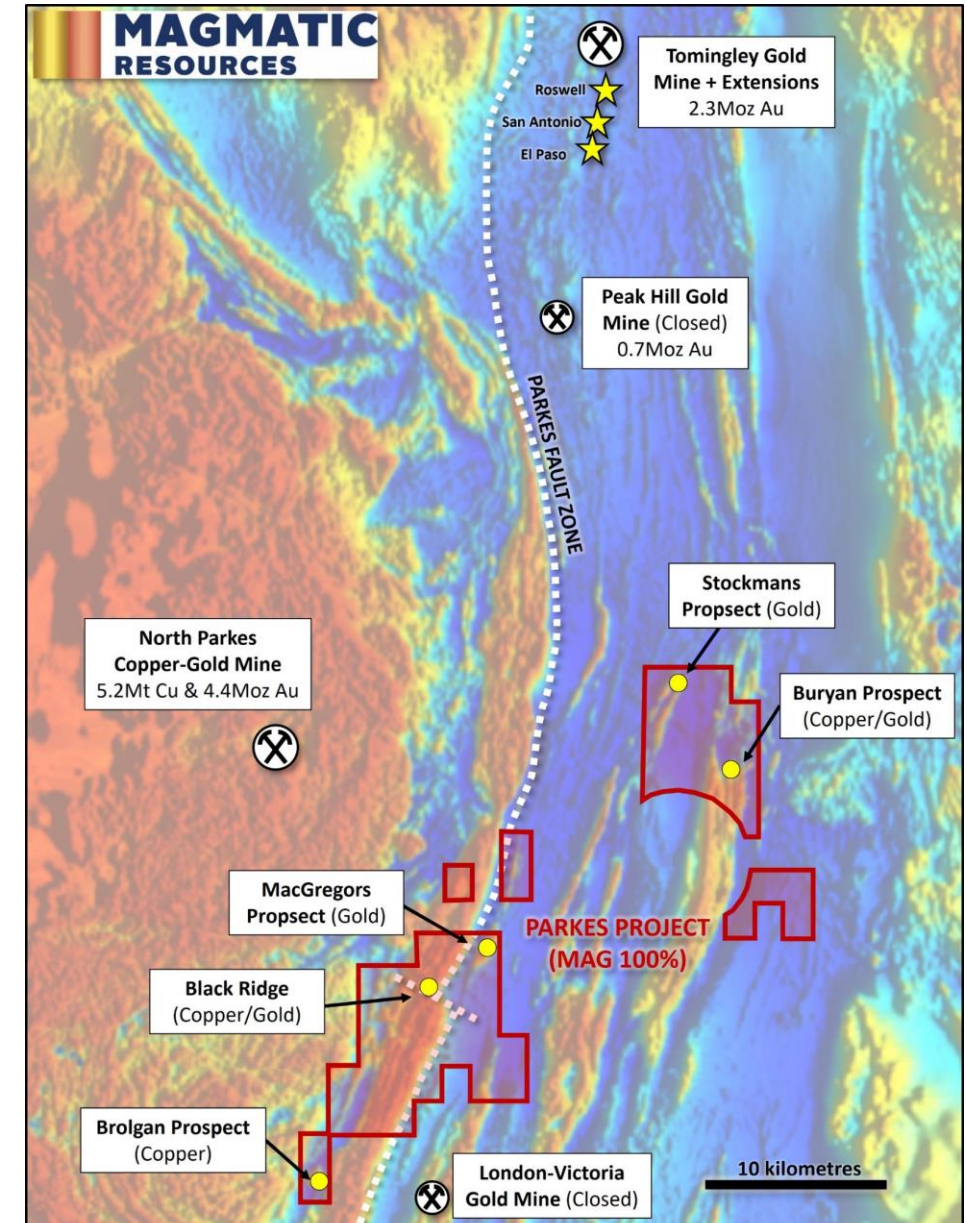 MAGMATIC
RESOURCES
Tomingley Gold
Mine + Extensions
2.3Moz Au
Roswell
San Antonio
El Paso
Peak Hill Gold
Mine (Closed)
0.7Moz Au
PARKES FAULT ZONE
Stockmans
Propsect (Gold)
North Parkes
Copper-Gold Mine
5.2Mt Cu & 4.4Moz Au
Buryan Prospect
(Copper/Gold)
MacGregors
Propsect (Gold)
PARKES PROJECT
(MAG 100%)
Black Ridge
(Copper/Gold)
Brolgan Prospect
(Copper)
London-Victoria
Gold Mine (Closed)
10 kilometres